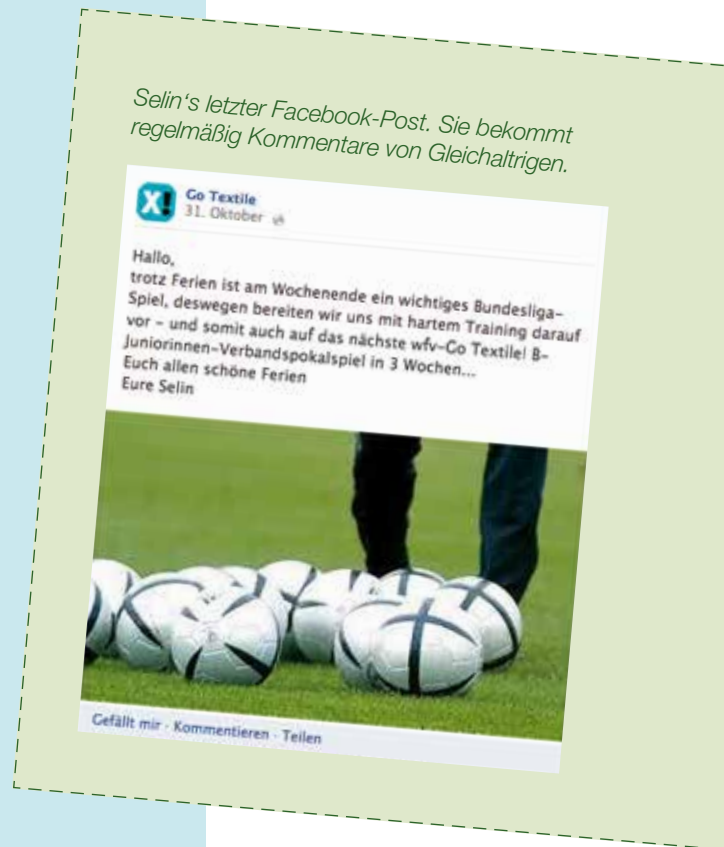 Selin‘s letzter Facebook-Post. Sie bekommt
regelmäßig Kommentare von Gleichaltrigen.
X!
Go Textile
31. Oktober
Hallo,
trotz Ferien ist am Wochenende ein wichtiges Bundesliga-
Spiel, deswegen bereiten wir uns mit hartem Training darauf
vor – und somit auch auf das nächste wfv-Go Textile! B-
Juniorinnen-Verbandspokalspiel in 3 Wochen...
Euch allen schöne Ferien
Eure Selin
Gefällt mir · Kommentieren · Teilen